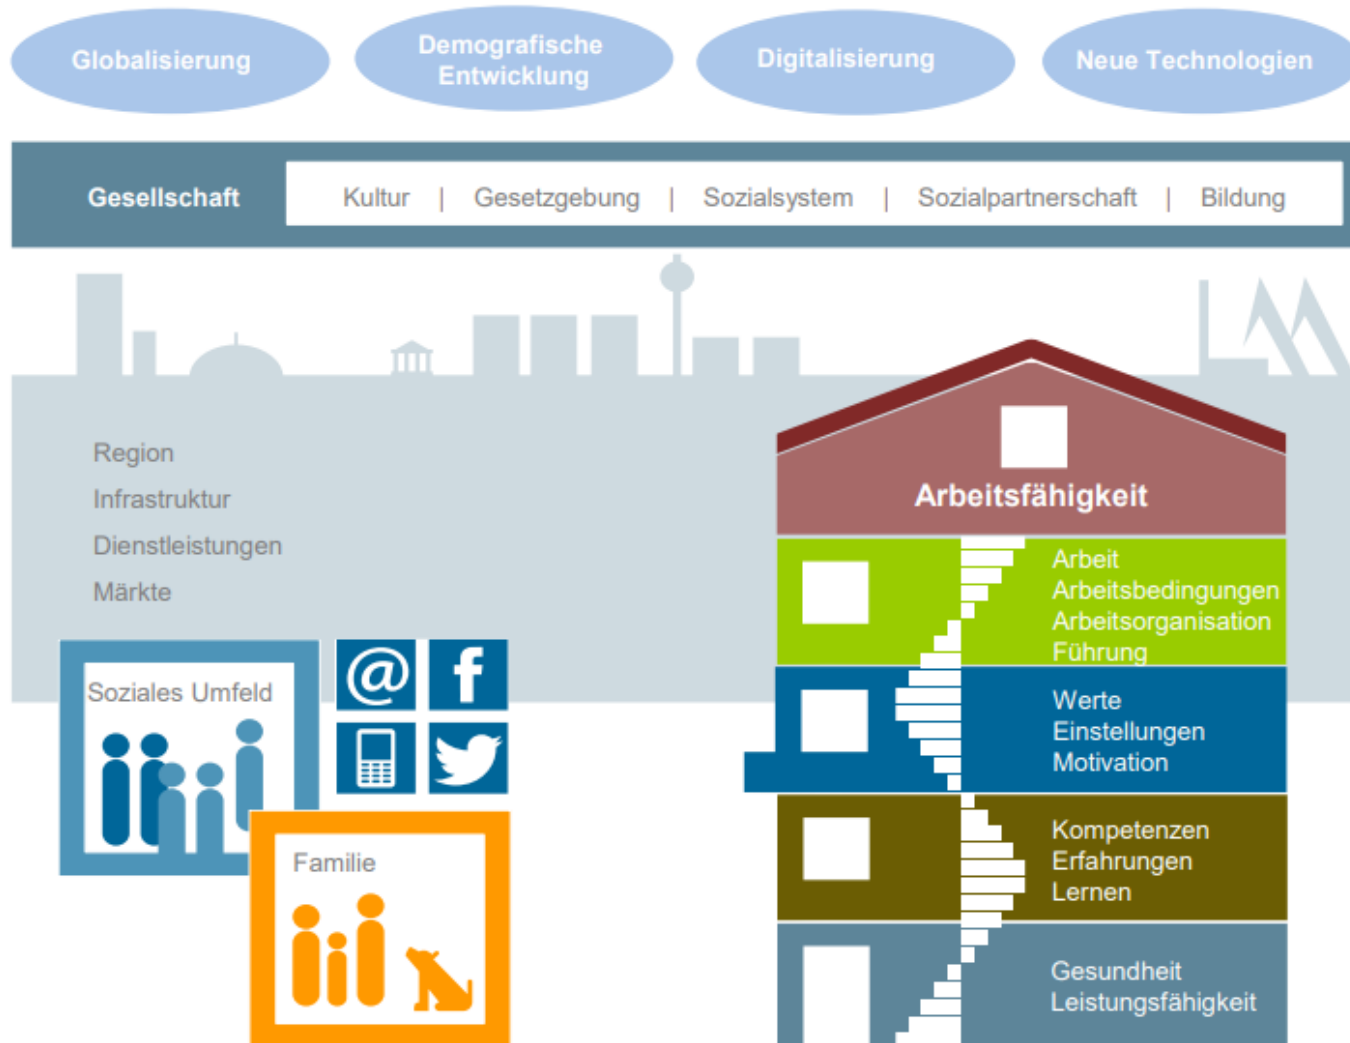 Globalisierung
Demografische
Entwicklung
Digitalisierung
Neue Technologien
Gesellschaft
Kultur | Gesetzgebung | Sozialsystem | Sozialpartnerschaft | Bildung
Region
Infrastruktur
Dienstleistungen
Märkte
Soziales Umfeld
@
f
Familie
Arbeitsfähigkeit
Arbeit
Arbeitsbedingungen
Arbeitsorganisation
Führung
Werte
Einstellungen
Motivation
Kompetenzen
Erfahrungen
Lernen
Gesundheit
Leistungsfähigkeit